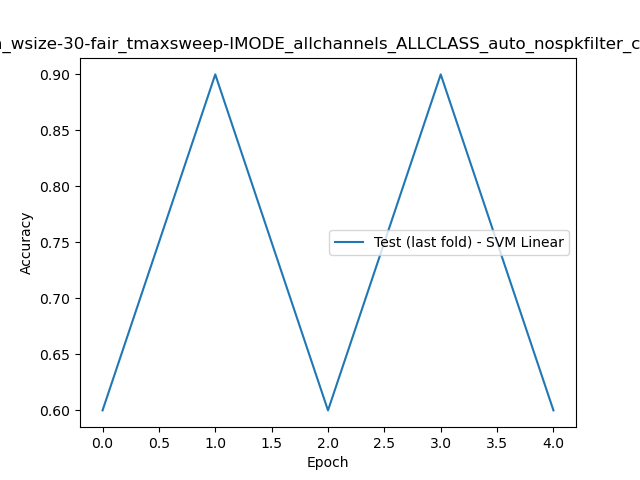 _wsize-30-fair_tmaxsweep-IMODE_allchannels_ALLCLASS_auto_nospkfilter_c
0.90
0.85
0.80
0.75
0.70
0.65
0.60
Accuracy
Test (last fold) - SVM Linear
0.0 0.5 1.0 1.5 2.0 2.5 3.0 3.5 4.0
Epoch